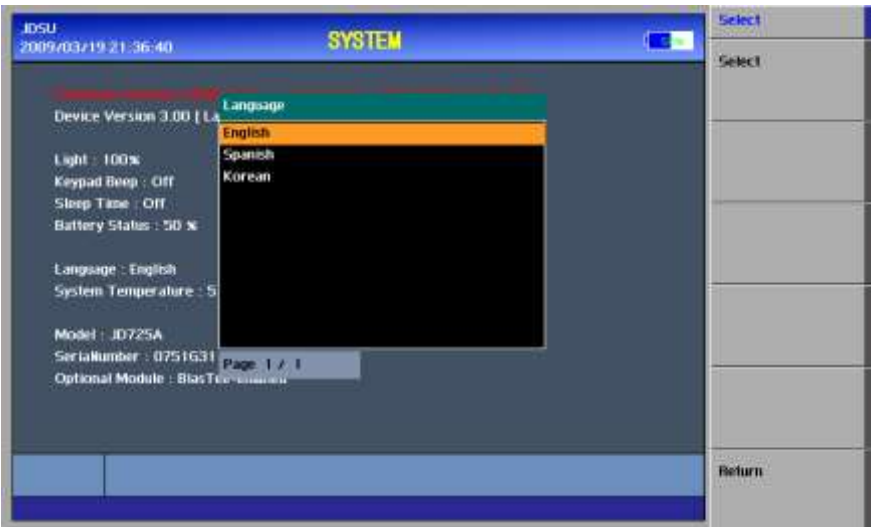 JDSU
2009/03/19 21:36:40
SYSTEM
Device Version 3.00 [ La
Light : 100%
Keypad Beep : Off
Sleep Time : Off
Battery Status : 50 %
Language : English
System Temperature : 5
Model : JD725A
SerialNumber : 0751G31
Optional Module :
Language
English
Spanish
Korean
Page 1 / 1
Select
Select
Return